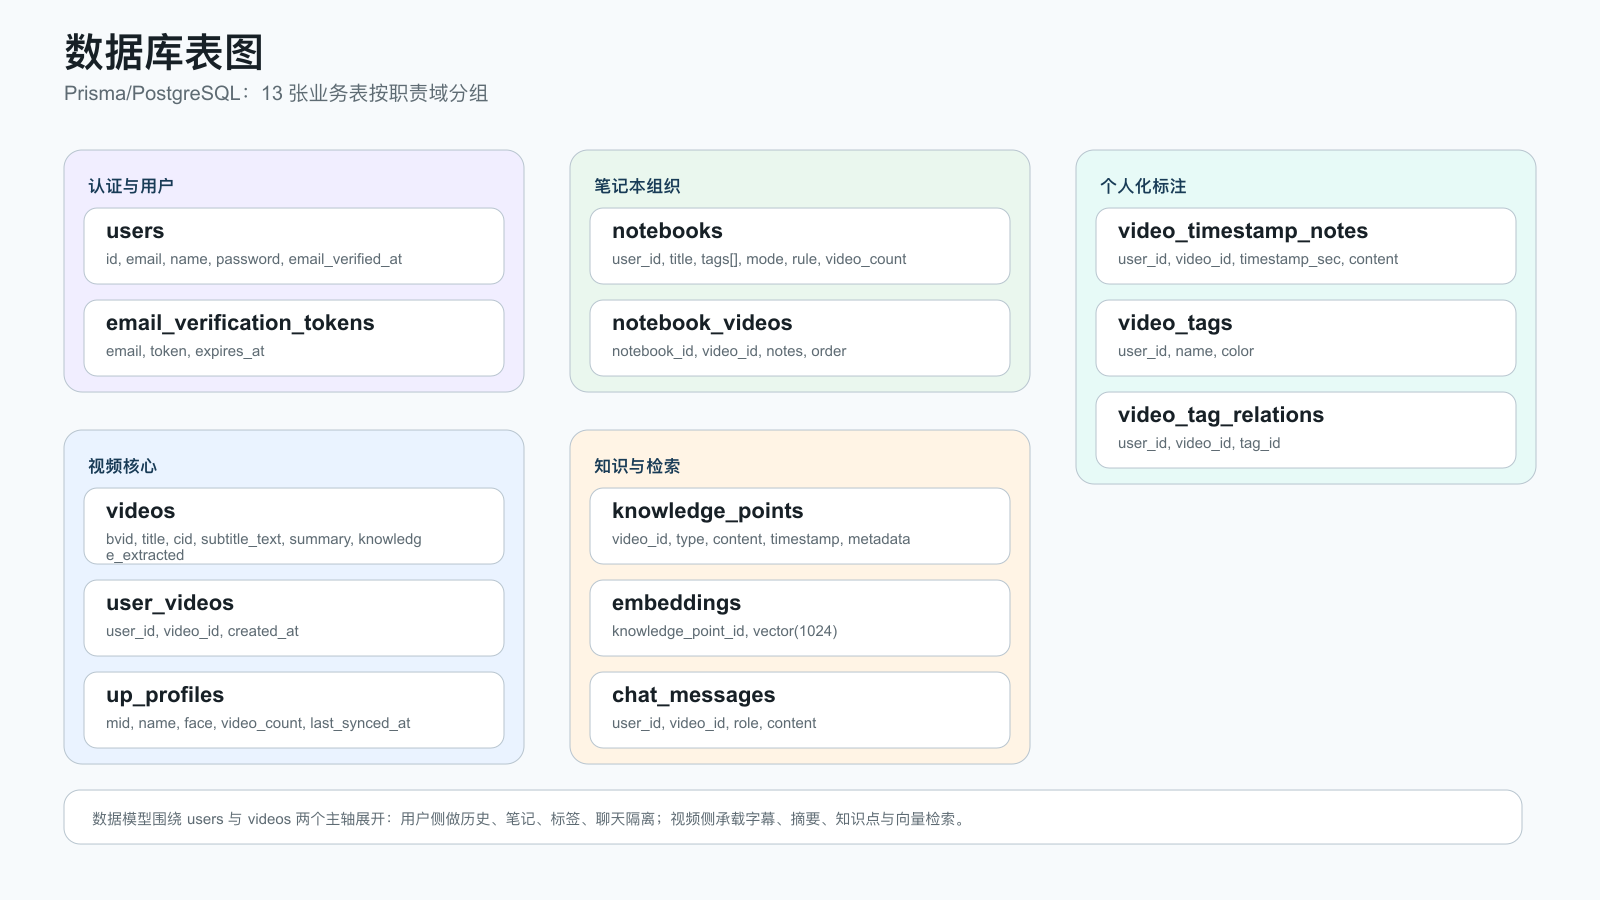 数据库表图
Prisma/PostgreSQL：13 张业务表按职责域分组
认证与用户
users
id, email, name, password, email_verified_at
email_verification_tokens
email, token, expires_at
笔记本组织
notebooks
user_id, title, tags[], mode, rule, video_count
notebook_videos
notebook_id, video_id, notes, order
个人化标注
video_timestamp_notes
user_id, video_id, timestamp_sec, content
video_tags
user_id, name, color
video_tag_relations
user_id, video_id, tag_id
视频核心
videos
bvid, title, cid, subtitle_text, summary, knowledg
e_extracted
user_videos
user_id, video_id, created_at
up_profiles
mid, name, face, video_count, last_synced_at
知识与检索
knowledge_points
video_id, type, content, timestamp, metadata
embeddings
knowledge_point_id, vector(1024)
chat_messages
user_id, video_id, role, content
数据模型围绕 users 与 videos 两个主轴展开：用户侧做历史、笔记、标签、聊天隔离；视频侧承载字幕、摘要、知识点与向量检索。